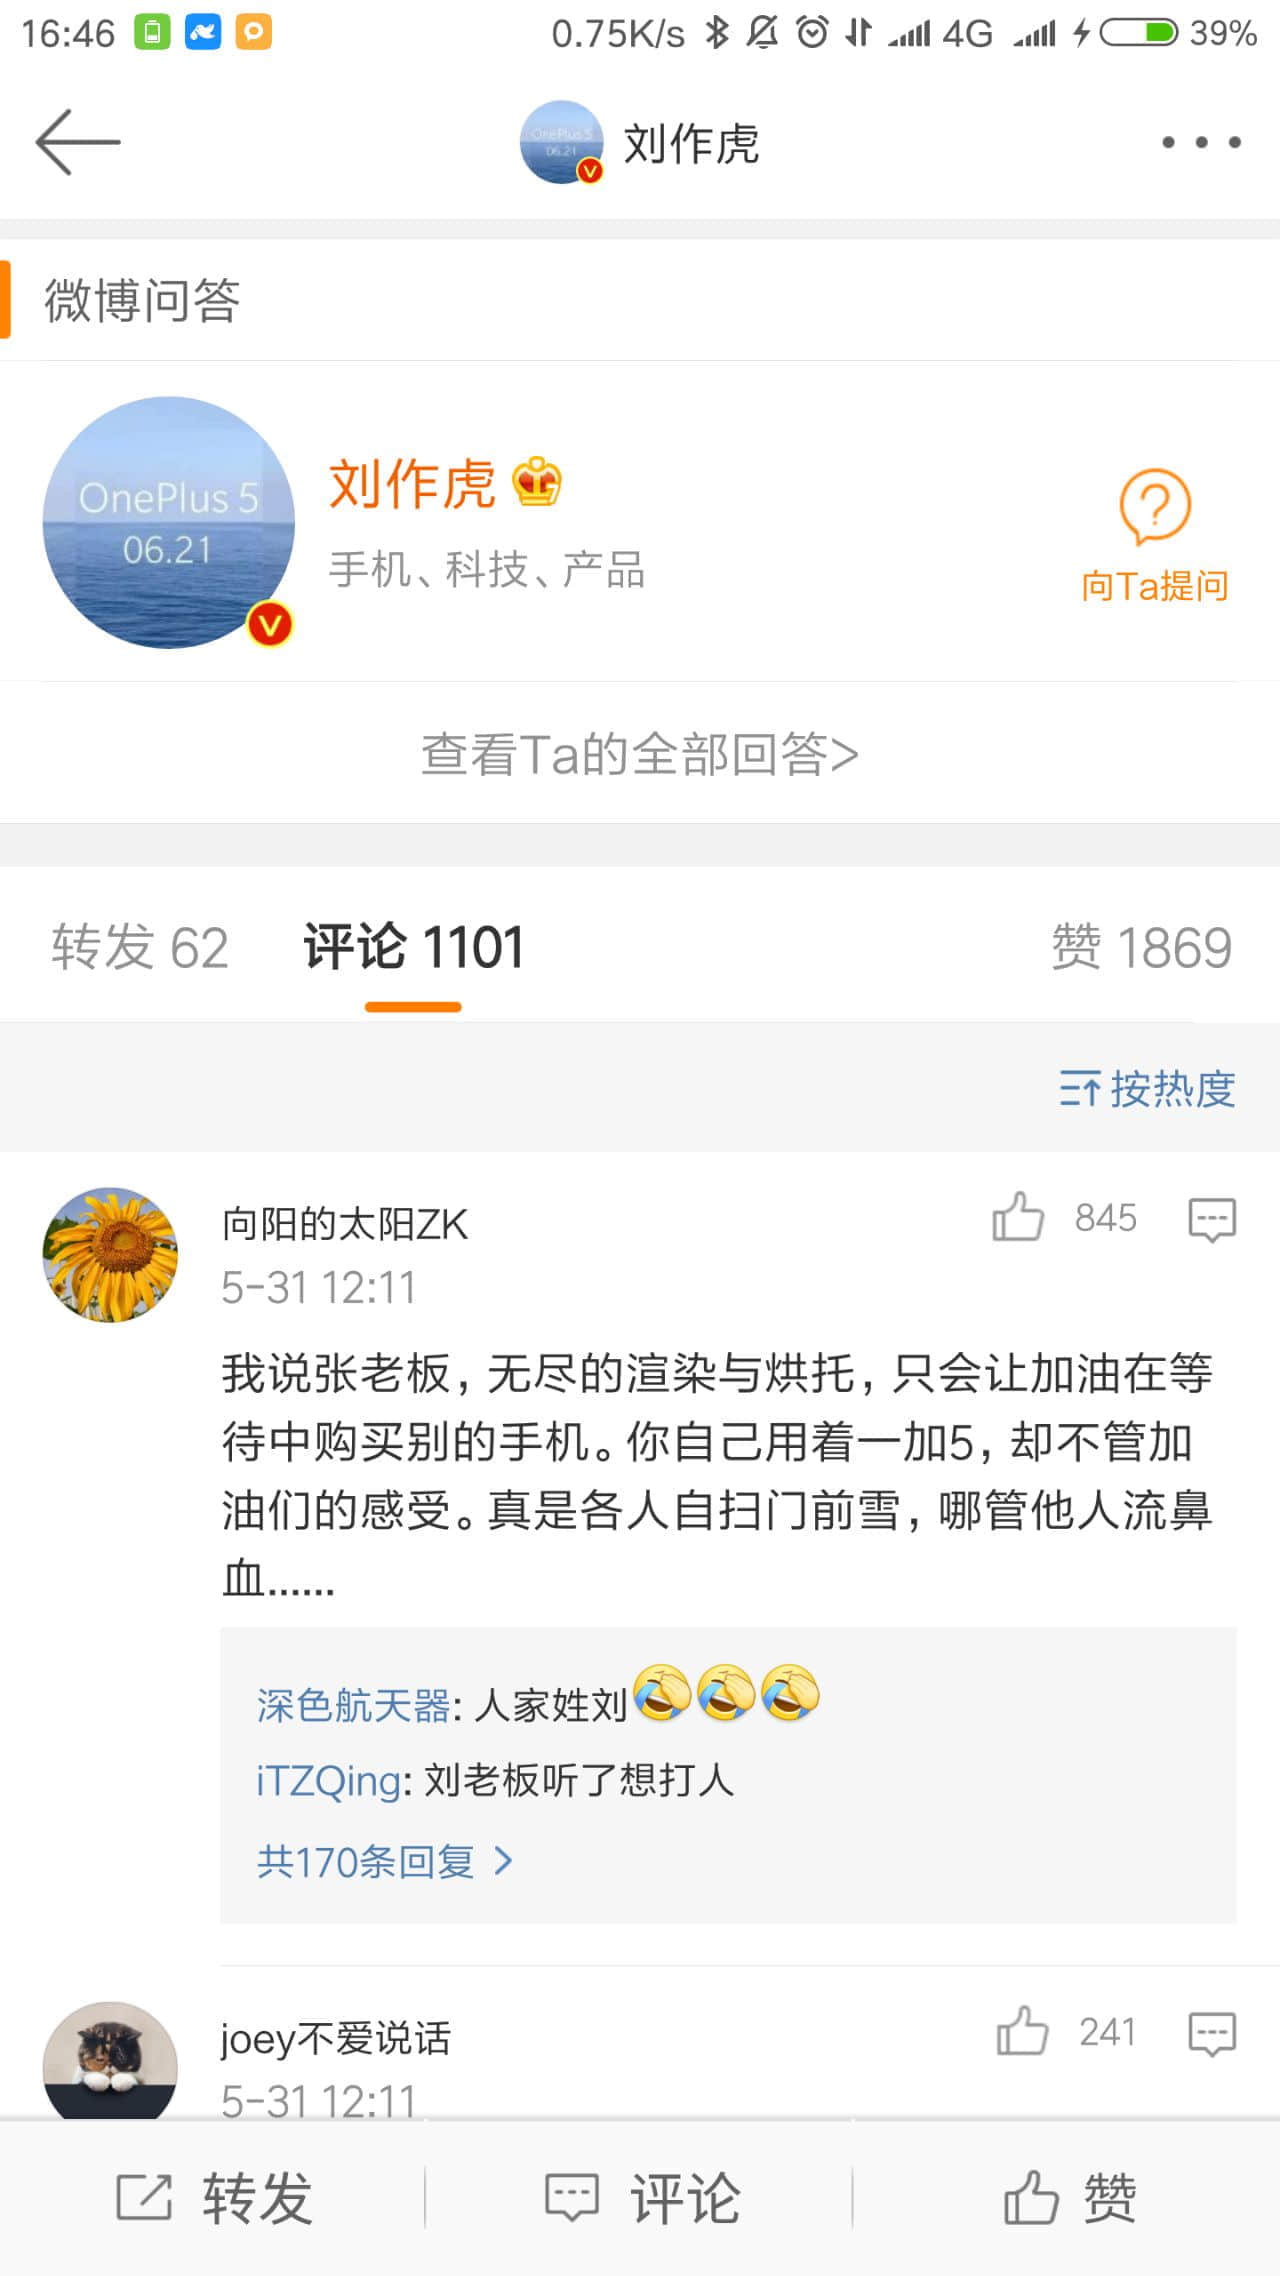 16:46 0.75K/s 4G 39%
OnePlus 5
06.21
刘作虎
微博问答
OnePlus 5
06.21
刘作虎
7
手机、科技、产品
向Ta提问
查看Ta的全部回答>
转发 62 评论 1101 赞 1869
按热度
向阳的太阳ZK 845
5-31 12:11
我说张老板,无尽的渲染与烘托,只会让加油在等
待中购买别的手机。你自己用着一加5,却不管加
油们的感受。真是各人自扫门前雪,哪管他人流鼻
血......
深色航天器: 人家姓刘
iTZQing: 刘老板听了想打人
共170条回复 >
joey不爱说话 241
5-31 12:11
转发 评论 赞